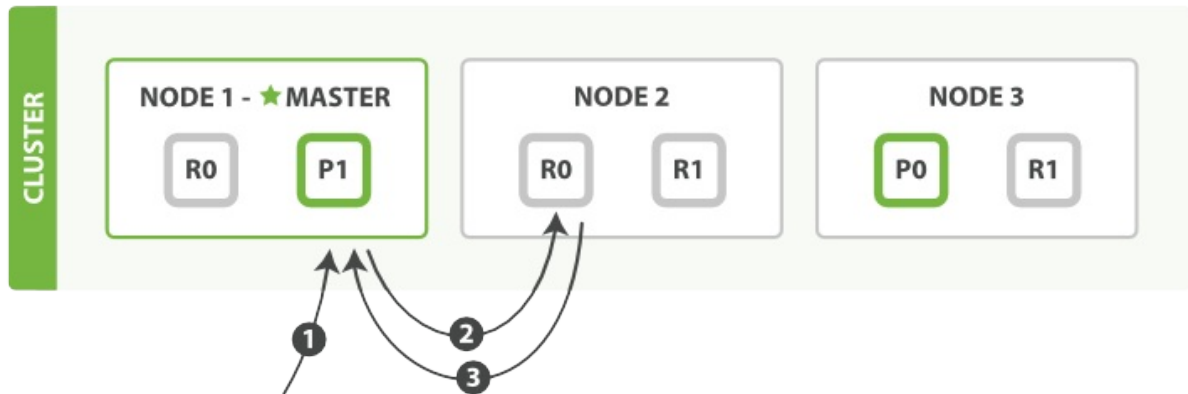 CLUSTER
NODE 1 - ★ MASTER
R0 P1
NODE 2
R0 R1
NODE 3
P0 R1
1
2
3